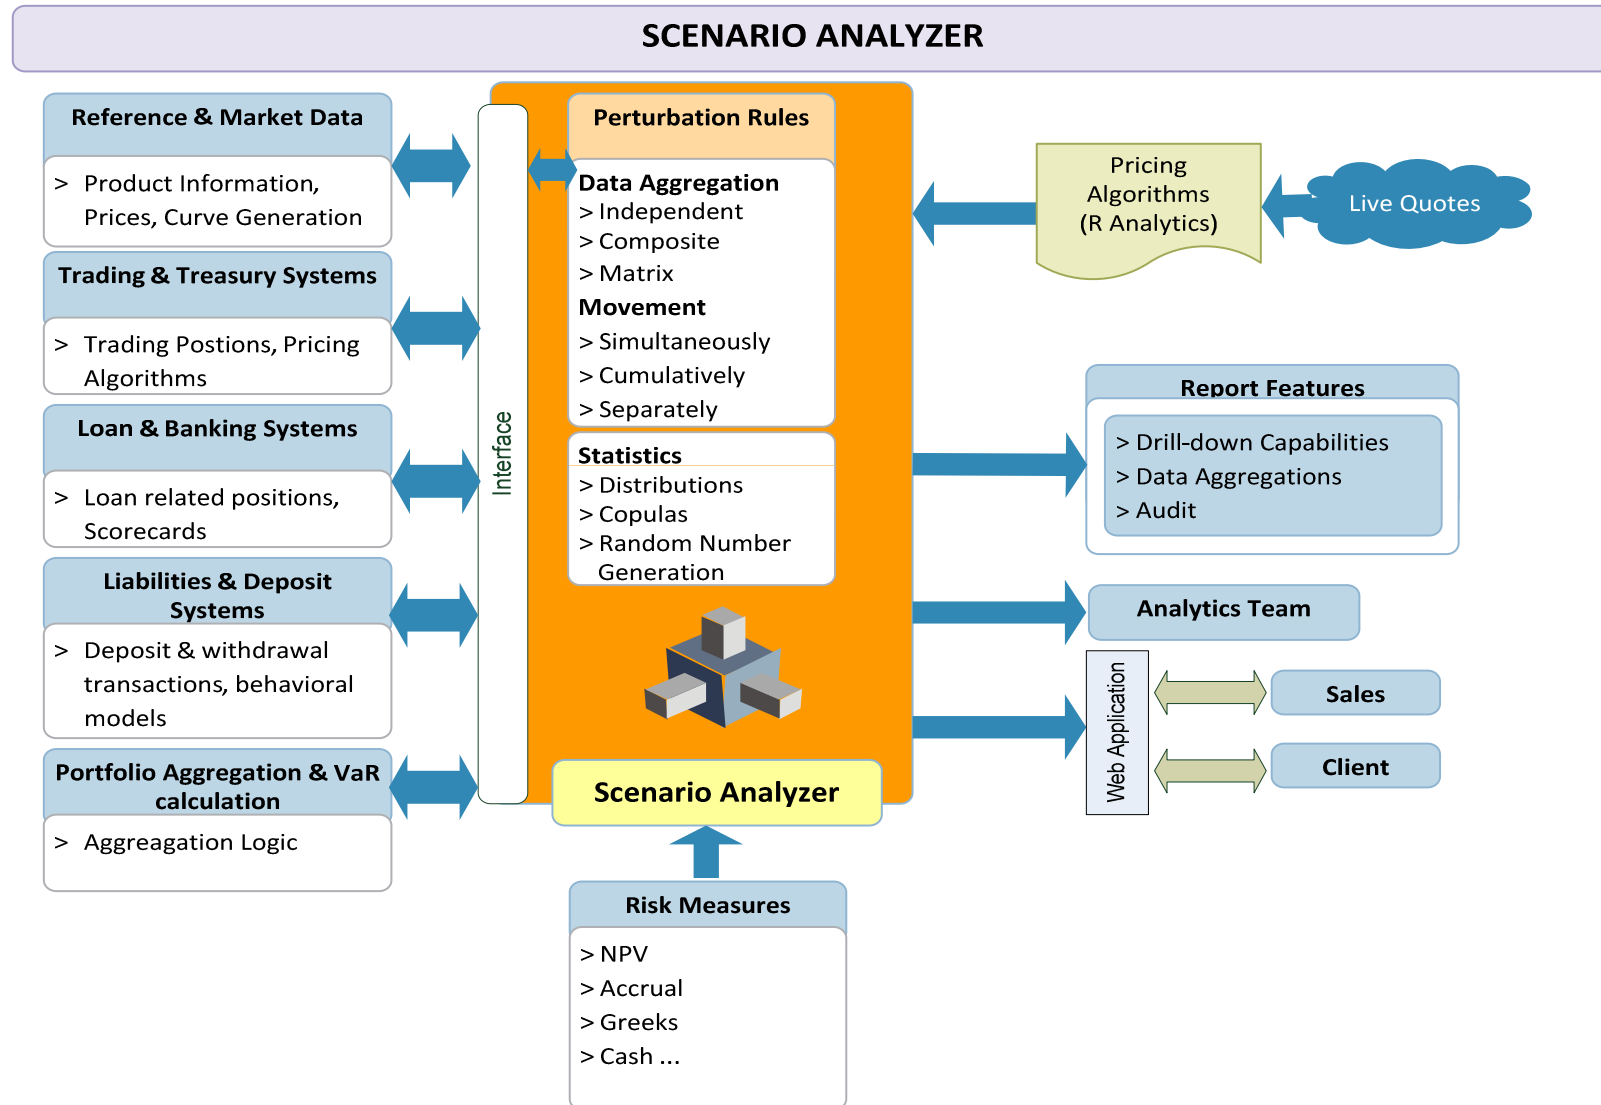 SCENARIO ANALYZER
Reference & Market Data
> Product Information,
Prices, Curve Generation
Trading & Treasury Systems
> Trading Postions, Pricing
Algorithms
Loan & Banking Systems
> Loan related positions,
Scorecards
Liabilities & Deposit
Systems
> Deposit & withdrawal
transactions, behavioral
models
Portfolio Aggregation & VaR
calculation
> Aggreagation Logic
Interface
Perturbation Rules
Data Aggregation
> Independent
> Composite
> Matrix
Movement
> Simultaneously
> Cumulatively
> Separately
Statistics
> Distributions
> Copulas
> Random Number
Generation
Scenario Analyzer
Risk Measures
> NPV
> Accrual
> Greeks
> Cash ...
Pricing
Algorithms
(R Analytics)
Live Quotes
Report Features
> Drill-down Capabilities
> Data Aggregations
> Audit
Analytics Team
Web Application
Sales
Client